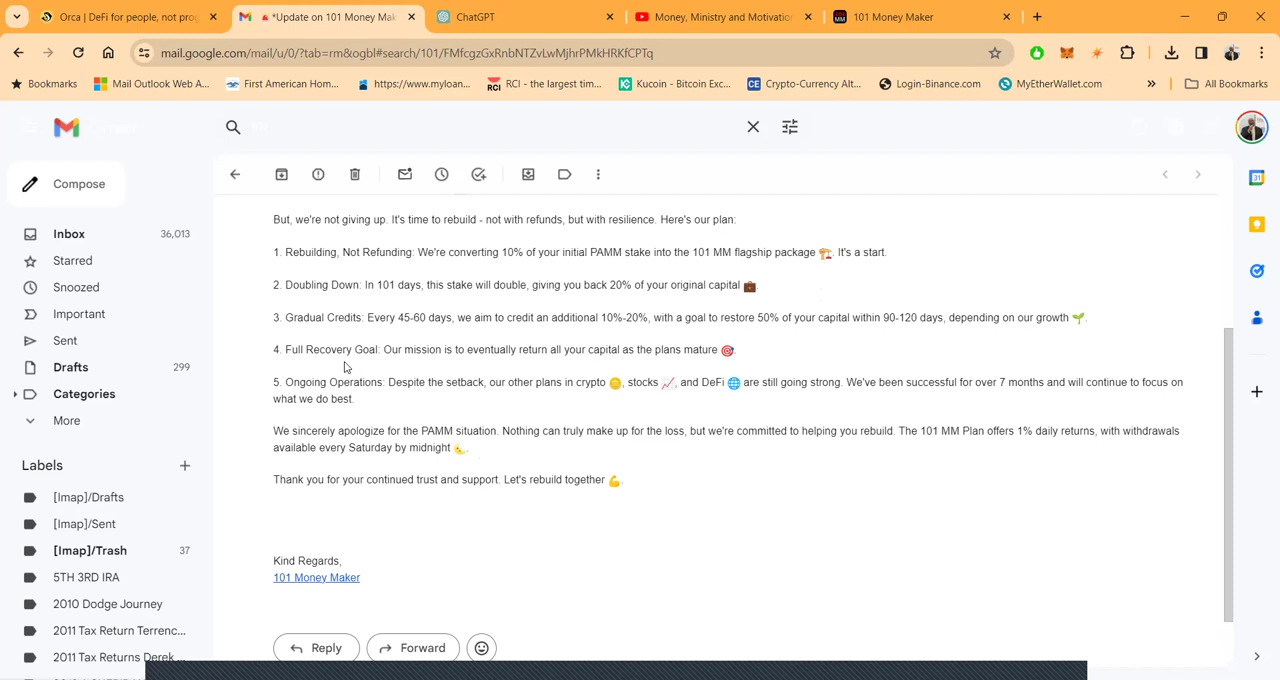 Orca | DeFi for people, not prog
*Update on 101 Money Mak
ChatGPT
Money, Ministry and Motivation
101 Money Maker
mail.google.com/mail/u/0/?tab=rm&ogbl#search/101/FMfcgzGxRnbNTZvLwMjhrPMkHRKfCPTq
Bookmarks
Mail Outlook Web A...
First American Hom...
https://www.myloan...
RCI - the largest tim...
Kucoin - Bitcoin Exc...
Crypto-Currency Alt...
Login-Binance.com
MyEtherWallet.com
»
All Bookmarks
Compose
Inbox 36,013
Starred
Snoozed
Important
Sent
Drafts 299
Categories
More
Labels
[Imap]/Drafts
[Imap]/Sent
[Imap]/Trash 37
5TH 3RD IRA
2010 Dodge Journey
2011 Tax Return Terrenc...
2011 Tax Returns Derek ...
But, we're not giving up. It's time to rebuild - not with refunds, but with resilience. Here's our plan:
1. Rebuilding, Not Refunding: We're converting 10% of your initial PAMM stake into the 101 MM flagship package 🏗️. It's a start.
2. Doubling Down: In 101 days, this stake will double, giving you back 20% of your original capital 💼.
3. Gradual Credits: Every 45-60 days, we aim to credit an additional 10%-20%, with a goal to restore 50% of your capital within 90-120 days, depending on our growth 🌱.
4. Full Recovery Goal: Our mission is to eventually return all your capital as the plans mature 🎯.
5. Ongoing Operations: Despite the setback, our other plans in crypto 🪙, stocks 📈, and DeFi 🌐 are still going strong. We've been successful for over 7 months and will continue to focus on
what we do best.
We sincerely apologize for the PAMM situation. Nothing can truly make up for the loss, but we're committed to helping you rebuild. The 101 MM Plan offers 1% daily returns, with withdrawals
available every Saturday by midnight 🌜.
Thank you for your continued trust and support. Let's rebuild together 💪.
Kind Regards,
101 Money Maker
Reply
Forward